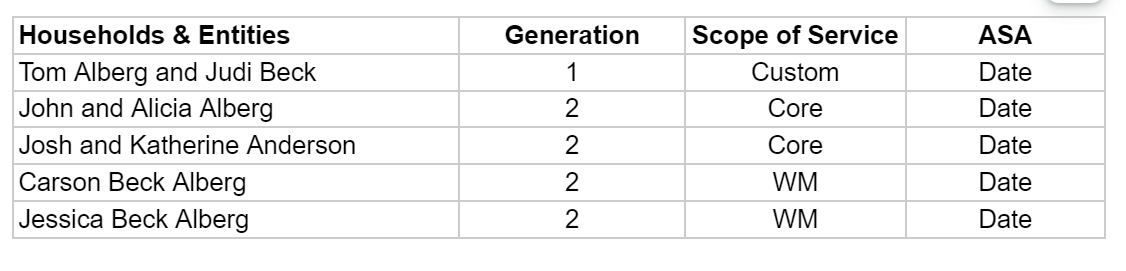 Households & Entities Generation Scope of Service ASA
Tom Alberg and Judi Beck 1 Custom Date
John and Alicia Alberg 2 Core Date
Josh and Katherine Anderson 2 Core Date
Carson Beck Alberg 2 WM Date
Jessica Beck Alberg 2 WM Date